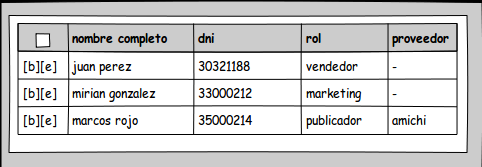 nombre completo dni rol proveedor
[b][e] juan perez 30321188 vendedor -
[b][e] mirian gonzalez 33000212 marketing -
[b][e] marcos rojo 35000214 publicador amichi